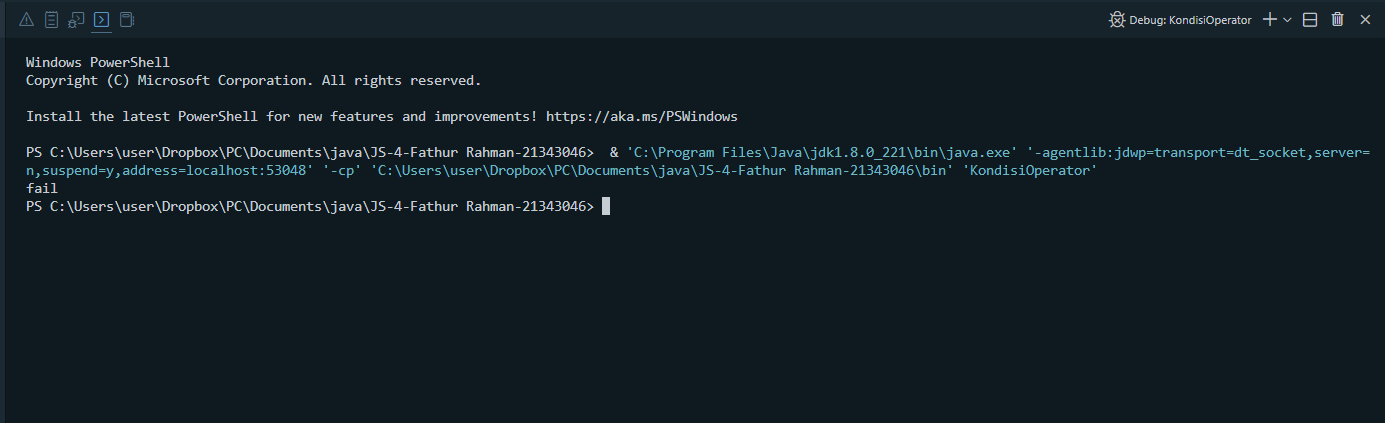 Debug: KondisiOperator
Windows PowerShell
Copyright (C) Microsoft Corporation. All rights reserved.
Install the latest PowerShell for new features and improvements! https://aka.ms/PSWindows
PS C:\Users\user\Dropbox\PC\Documents\java\JS-4-Fathur Rahman-21343046>  & 'C:\Program Files\Java\jdk1.8.0_221\bin\java.exe' '-agentlib:jdwp=transport=dt_socket,server=
n,suspend=y,address=localhost:53048' '-cp' 'C:\Users\user\Dropbox\PC\Documents\java\JS-4-Fathur Rahman-21343046\bin' 'KondisiOperator'
fail
PS C:\Users\user\Dropbox\PC\Documents\java\JS-4-Fathur Rahman-21343046>